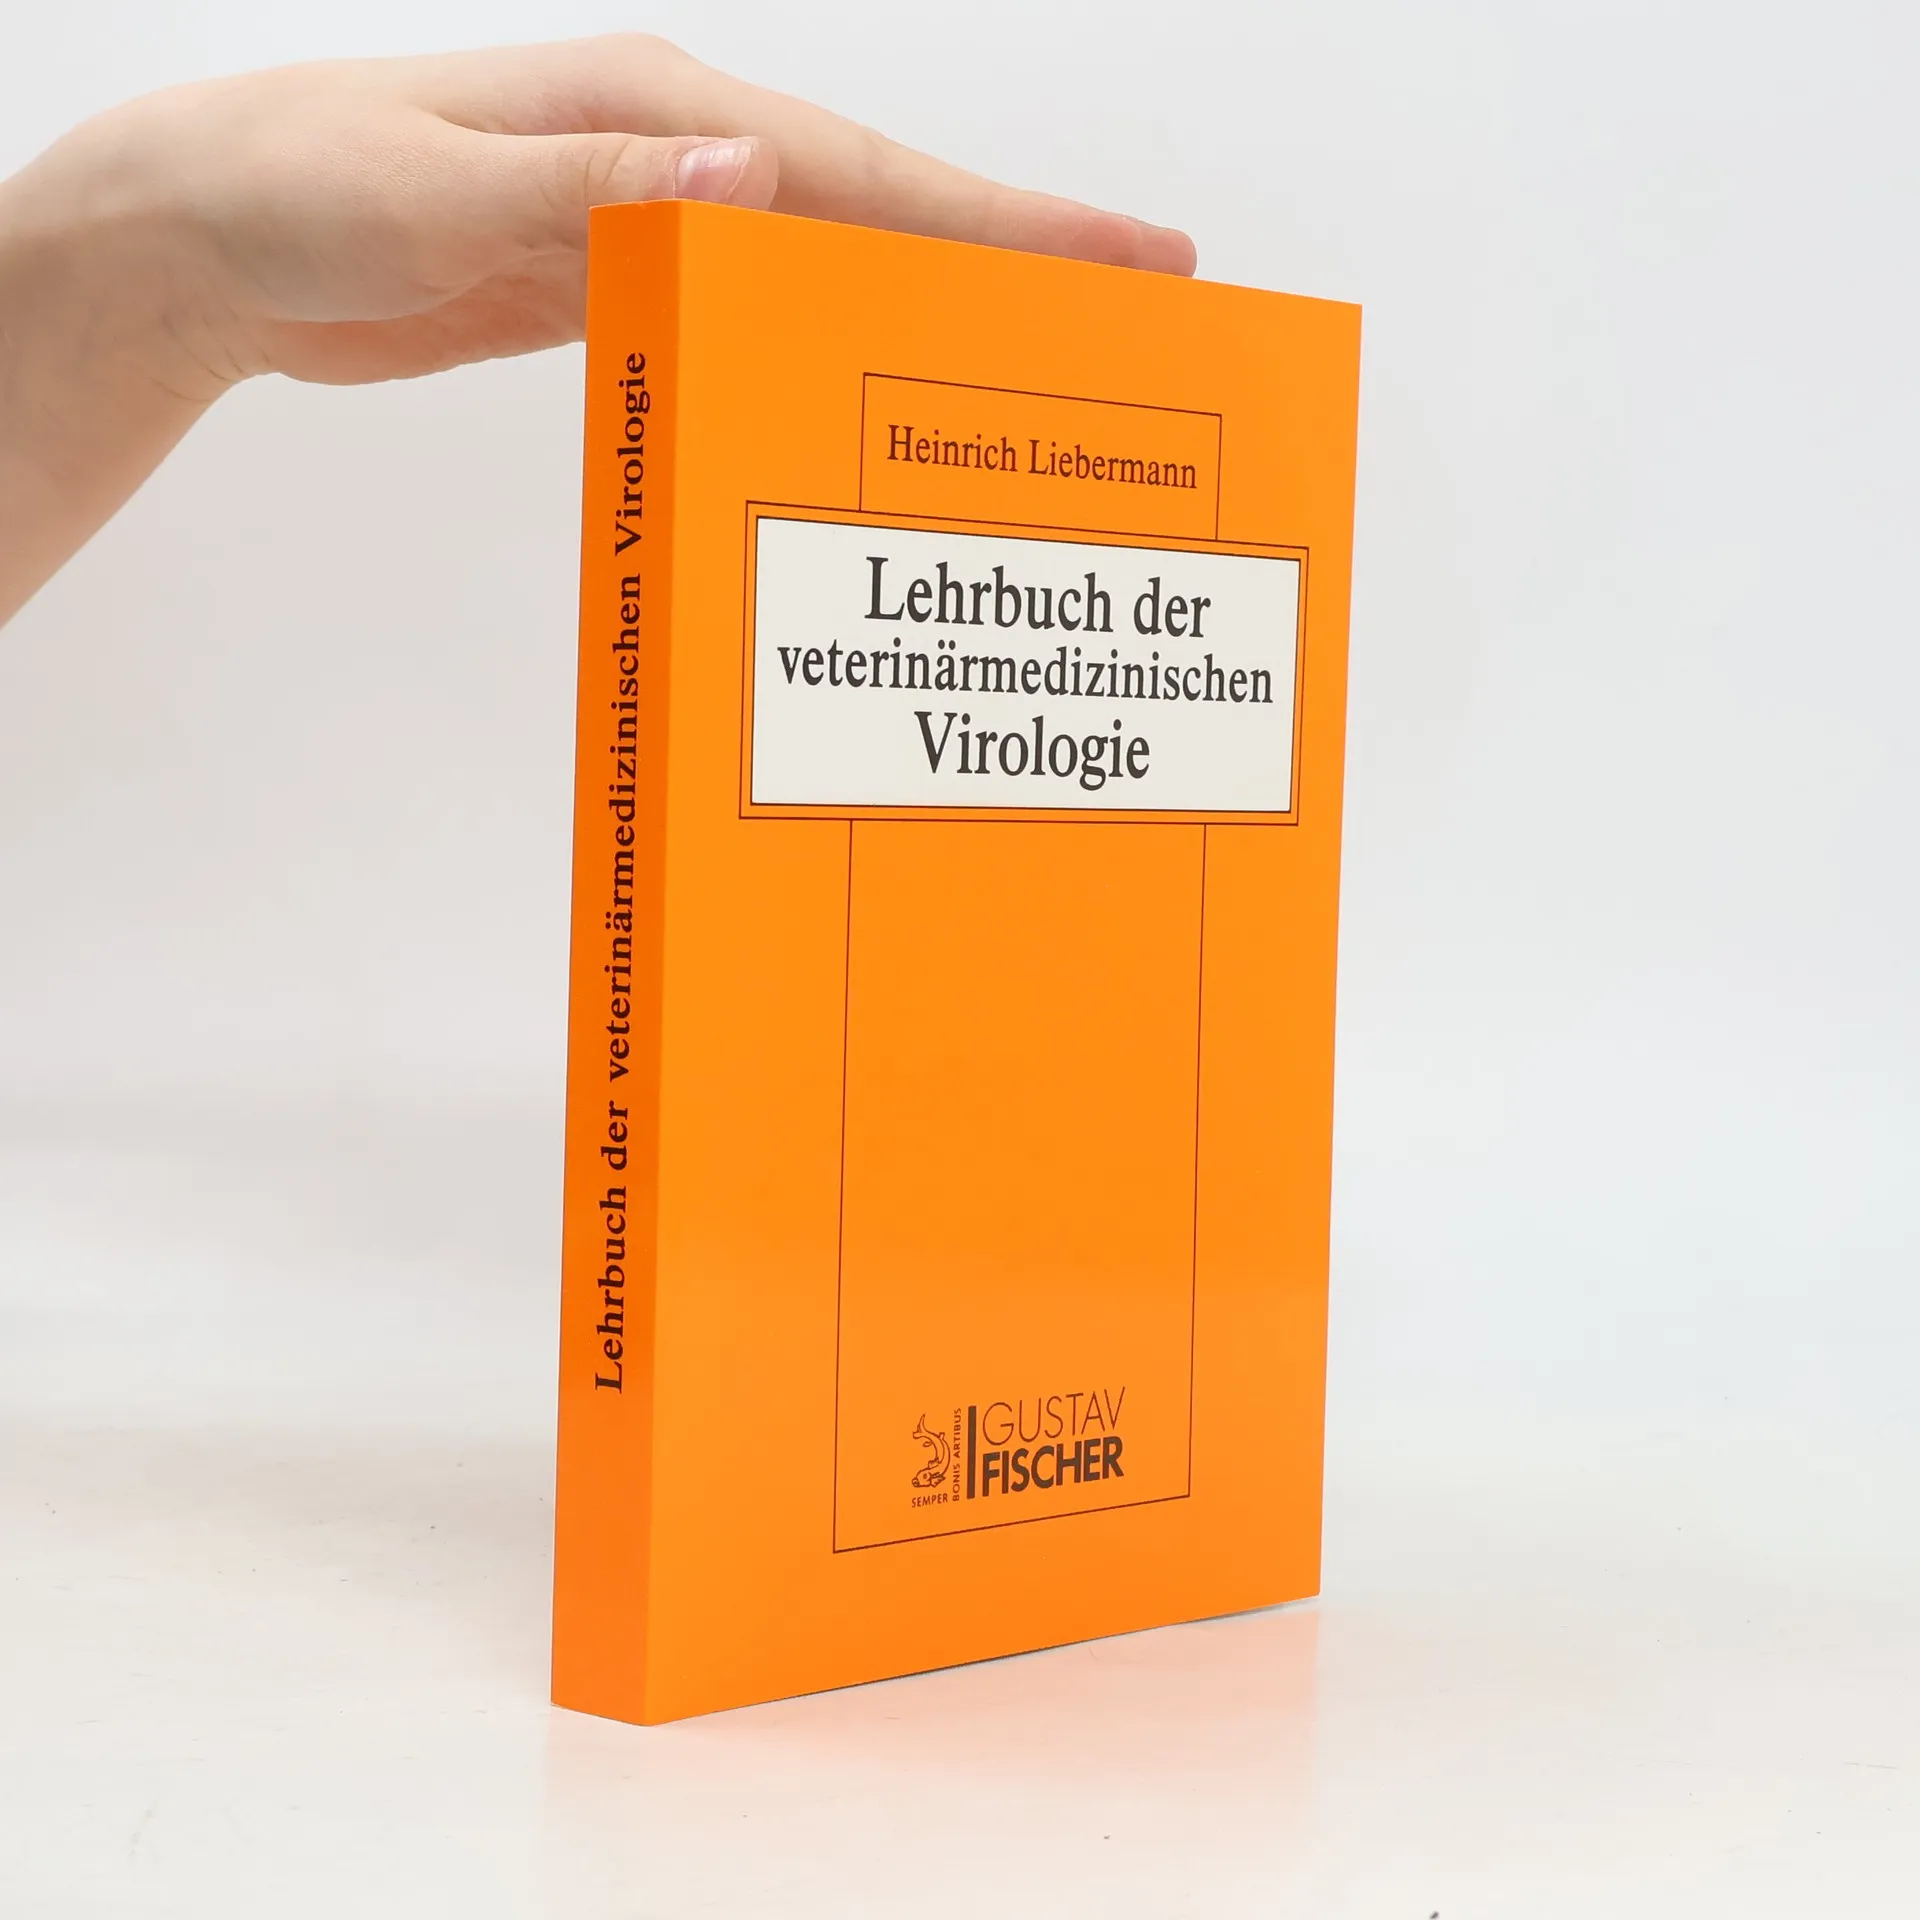 Lehrbuch der veterinärmedizinischen Virologie
Heinrich Liebermann
Lehrbuch der
veterinärmedizinischen
Virologie
SEMPER
BONIS ARTIBUS
GUSTAV
FISCHER